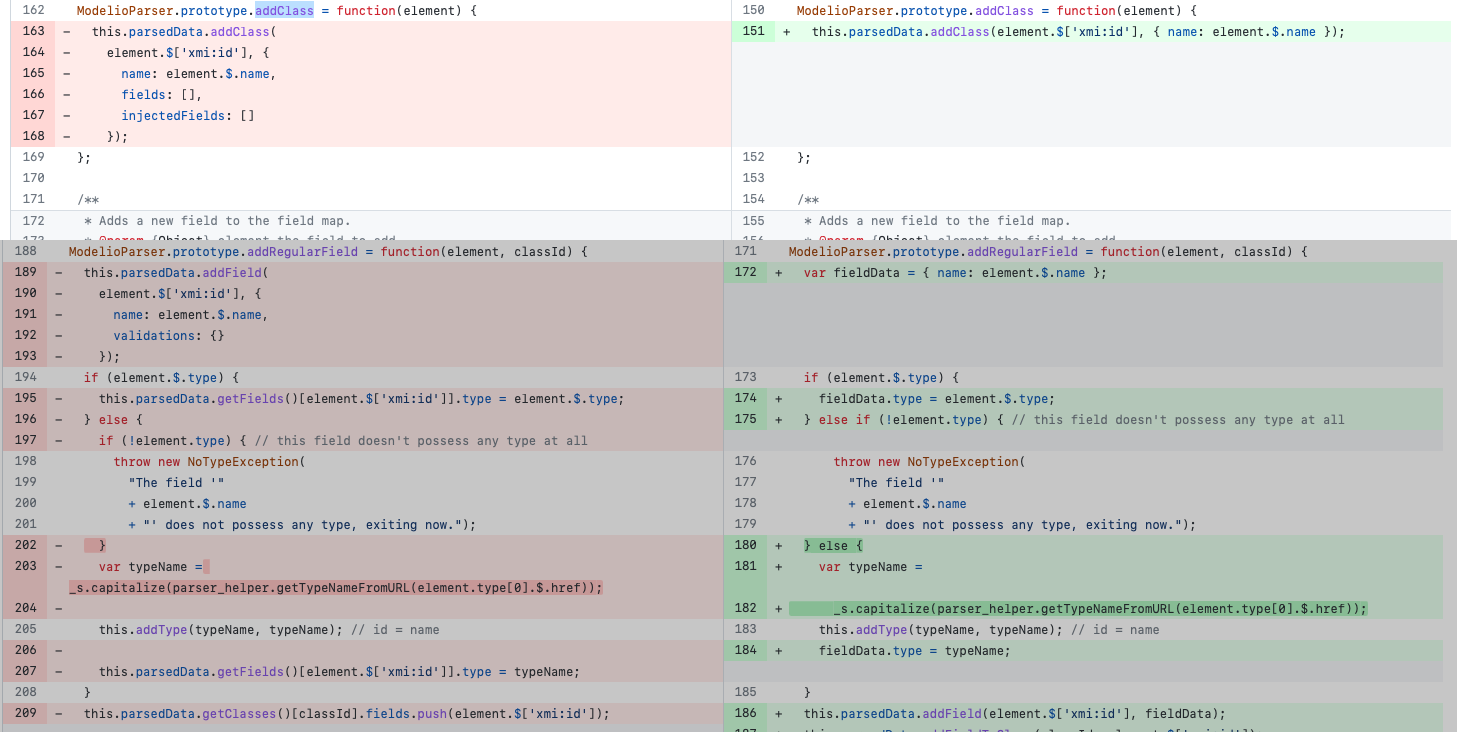 162 ModelioParser.prototype.addClass = function(element) {
163 - this.parsedData.addClass(
164 - element.$['xmi:id'], {
165 - name: element.$.name,
166 - fields: [],
167 - injectedFields: []
168 - });
169 };
170
171 /**
172 * Adds a new field to the field map.
188 ModelioParser.prototype.addRegularField = function(element, classId) {
189 - this.parsedData.addField(
190 - element.$['xmi:id'], {
191 - name: element.$.name,
192 - validations: {}
193 - });
194 if (element.$.type) {
195 - this.parsedData.getFields()[element.$['xmi:id']].type = element.$.type;
196 - } else {
197 - if (!element.type) { // this field doesn't possess any type at all
198 throw new NoTypeException(
199 "The field '"
200 + element.$.name
201 + "' does not possess any type, exiting now.");
202 - }
203 - var typeName =
_s.capitalize(parser_helper.getTypeNameFromURL(element.type[0].$.href));
204 -
205 this.addType(typeName, typeName); // id = name
206 -
207 - this.parsedData.getFields()[element.$['xmi:id']].type = typeName;
208 }
209 - this.parsedData.getClasses()[classId].fields.push(element.$['xmi:id']);
150 ModelioParser.prototype.addClass = function(element) {
151 + this.parsedData.addClass(element.$['xmi:id'], { name: element.$.name });
152 };
153
154 /**
155 * Adds a new field to the field map.
171 ModelioParser.prototype.addRegularField = function(element, classId) {
172 + var fieldData = { name: element.$.name };
173 if (element.$.type) {
174 + fieldData.type = element.$.type;
175 + } else if (!element.type) { // this field doesn't possess any type at all
176 throw new NoTypeException(
177 "The field '"
178 + element.$.name
179 + "' does not possess any type, exiting now.");
180 + } else {
181 + var typeName =
182 + _s.capitalize(parser_helper.getTypeNameFromURL(element.type[0].$.href));
183 this.addType(typeName, typeName); // id = name
184 + fieldData.type = typeName;
185 }
186 + this.parsedData.addField(element.$['xmi:id'], fieldData);